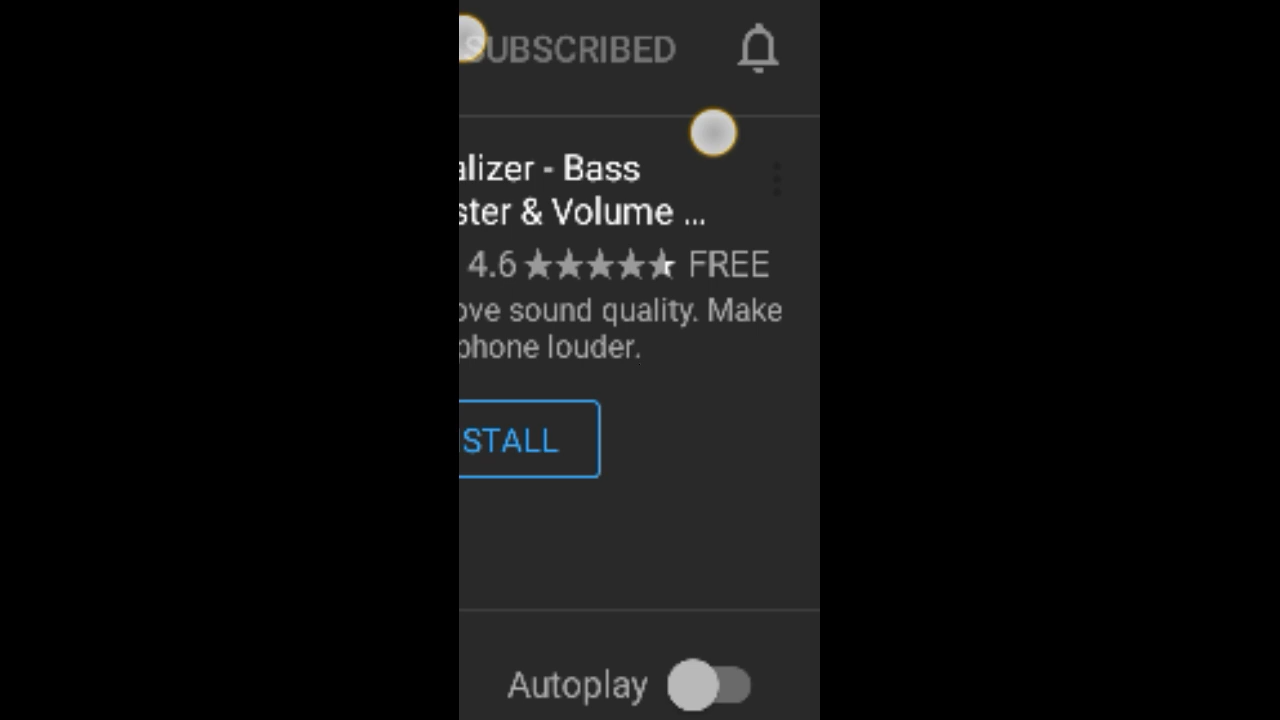 SUBSCRIBED
alizer - Bass
ster & Volume ...
4.6 FREE
ove sound quality. Make
phone louder.
STALL
Autoplay